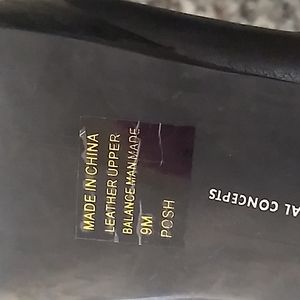 MADE IN CHINA
LEATHER UPPER
BALANCE MAN MADE
9M
POSH
AL CONCEPTS